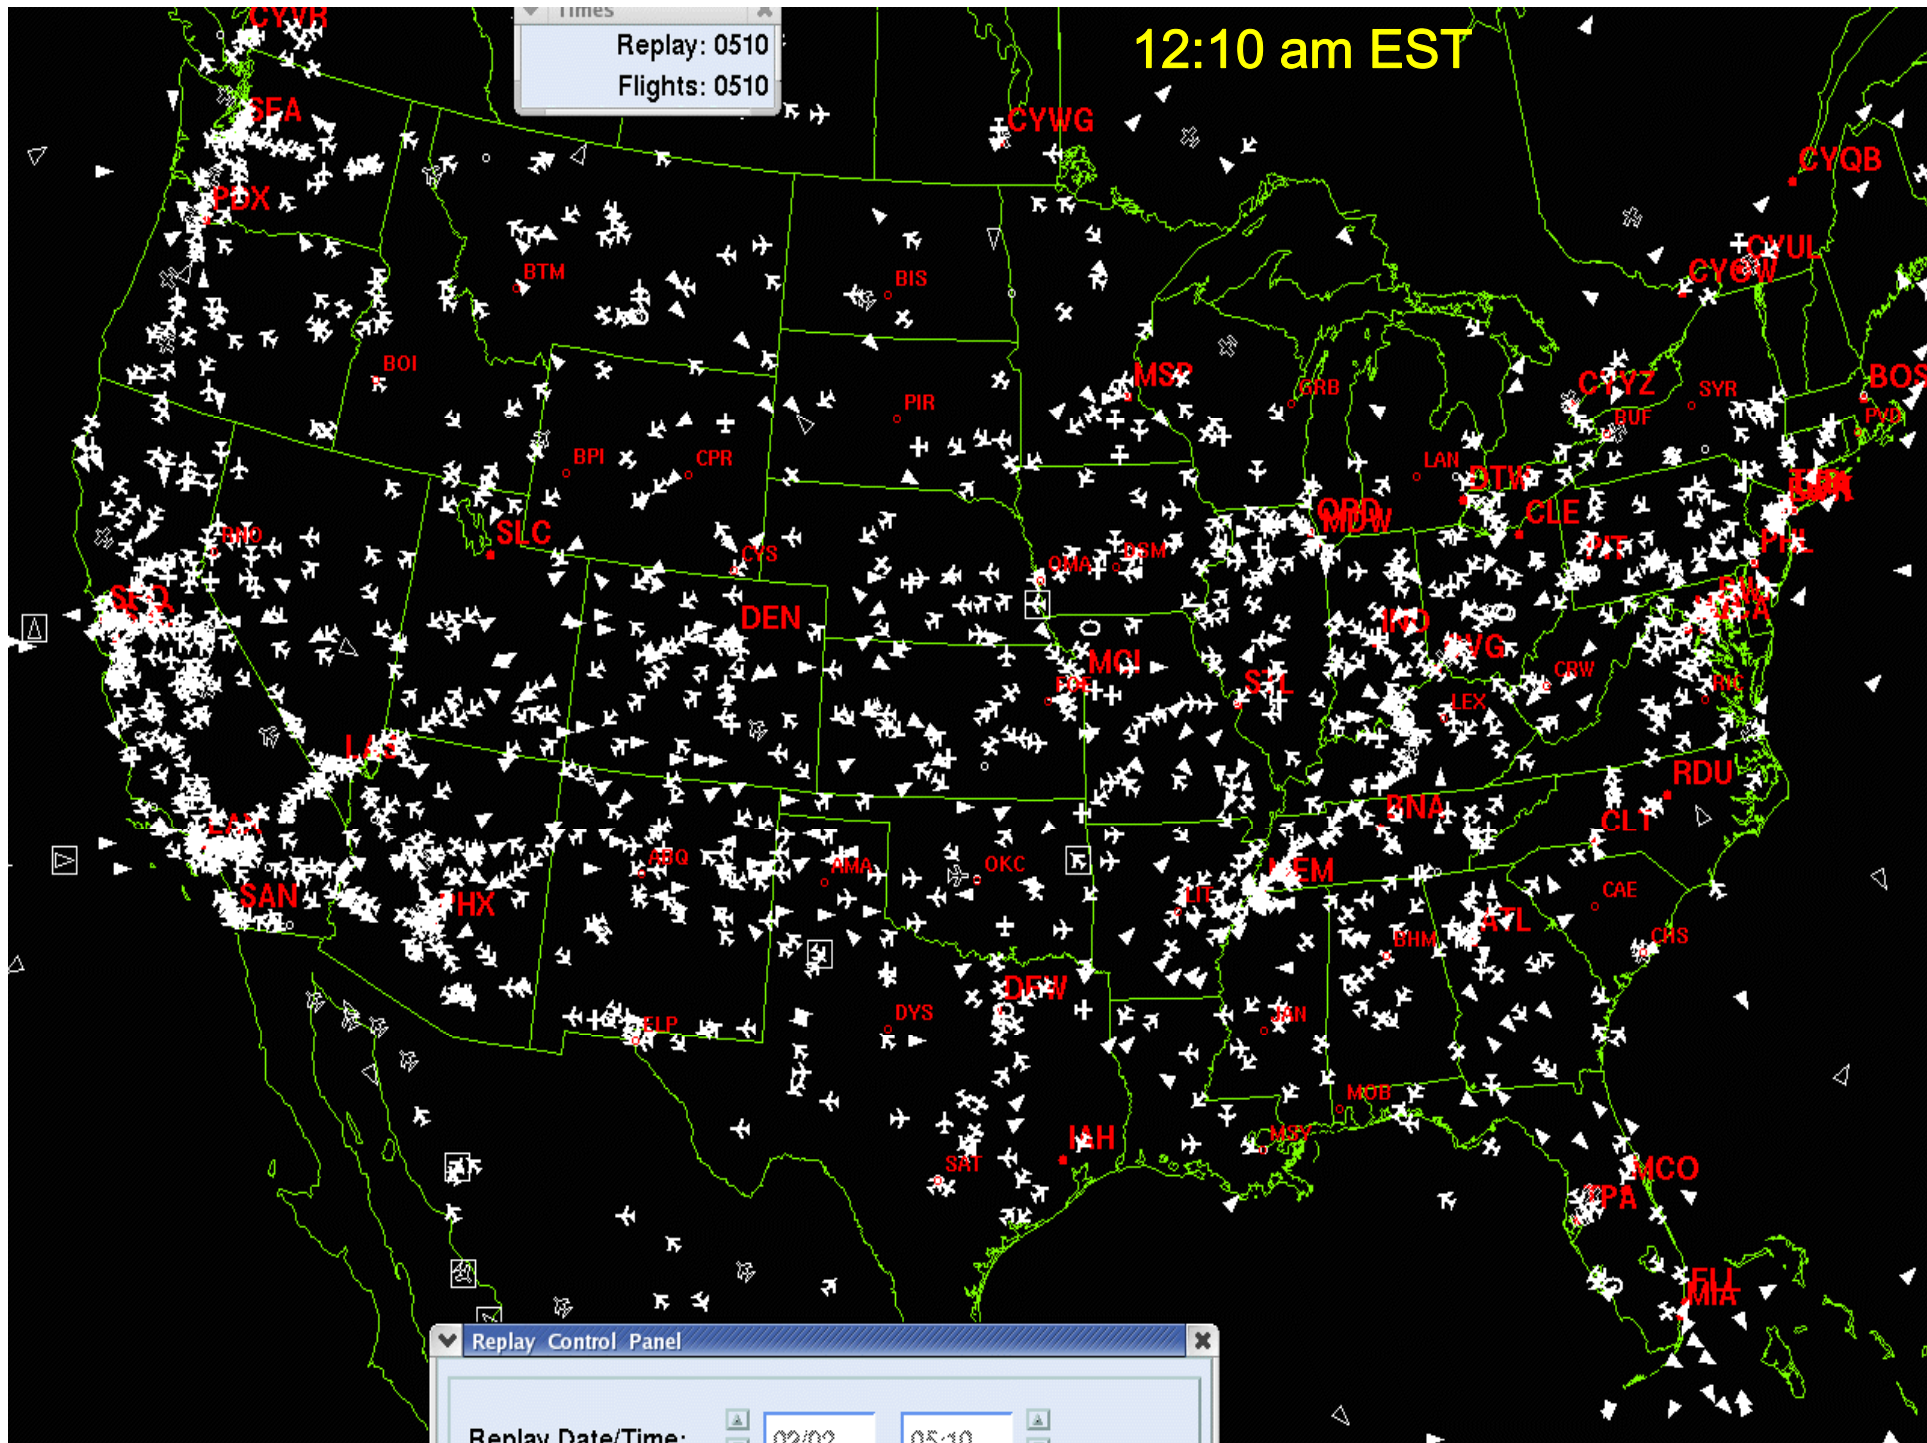 Times
Replay: 0510
Flights: 0510
12:10 am EST
CYVR
SEA
CYWG
CYQB
PDX
CYUL
CYOW
BTM
BIS
BOI
MSP
GRB
CYYZ
SYR
BOS
PIR
BUF
PVD
BPI
CPR
LAN
DTW
ORD
MDW
CLE
SLC
RNO
CYS
OMA
DSM
PIT
PHL
SFO
DEN
IND
CVG
MCI
FOE
STL
CRW
LEX
RIC
LAS
RDU
BNA
CLT
LAX
ABQ
AMA
OKC
MEM
SAN
PHX
LIT
CAE
ATL
BHM
CHS
DFW
ELP
DYS
JAN
MOB
IAH
MSY
SAT
MCO
TPA
FLL
MIA
Replay Control Panel
Replay Date/Time:
05:10